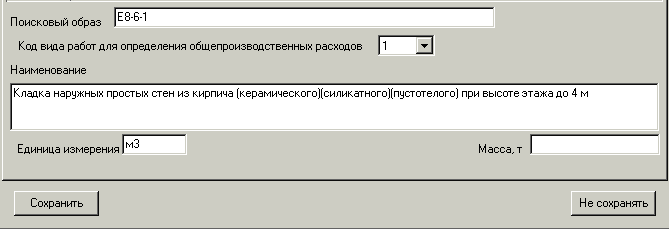 Поисковый образ E8-6-1
Код вида работ для определения общепроизводственных расходов 1
Наименование
Кладка наружных простых стен из кирпича (керамического)(силикатного)(пустотелого) при высоте этажа до 4 м
Единица измерения м3 Масса, т
Сохранить Не сохранять